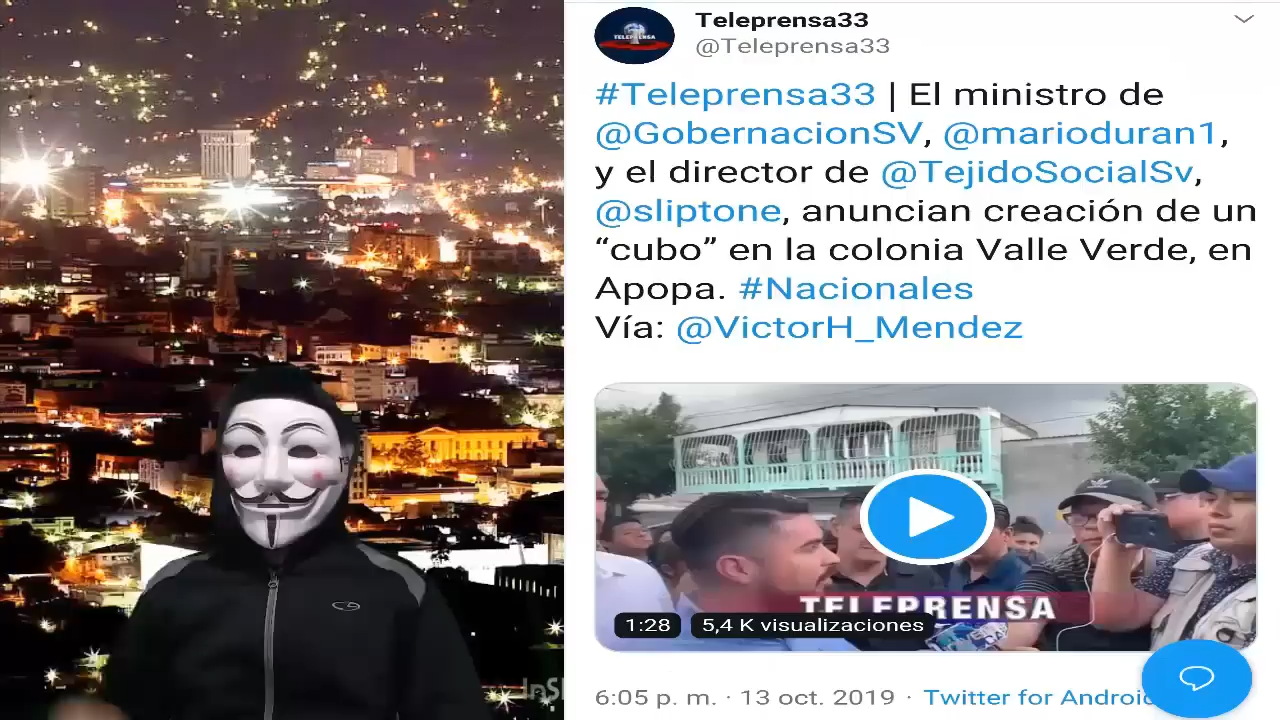 Teleprensa33
@Teleprensa33
TELEPRENSA
#Teleprensa33 | El ministro de
@GobernacionSV, @marioduran1,
y el director de @TejidoSocialSv,
@sliptone, anuncian creación de un
“cubo” en la colonia Valle Verde, en
Apopa. #Nacionales
Vía: @VictorH_Mendez
TELEPRENSA
1:28 5,4 K visualizaciones
6:05 p. m. · 13 oct. 2019 · Twitter for Android